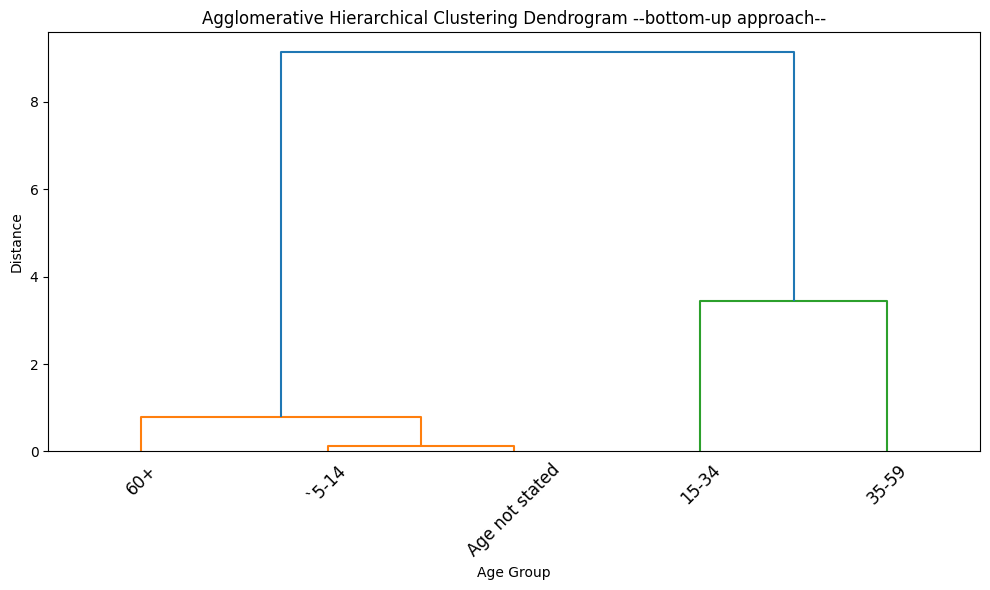 Agglomerative Hierarchical Clustering Dendrogram --bottom-up approach--
Distance
8
6
4
2
0
60+
`5-14
Age not stated
15-34
35-59
Age Group